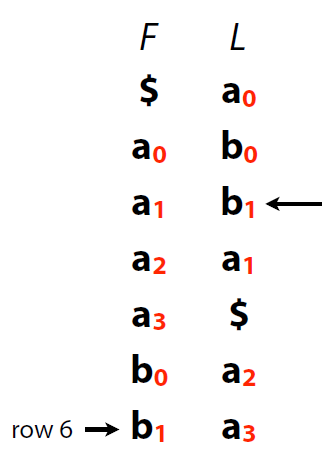 F L
$ a0
a0 b0
a1 b1
a2 a1
a3 $
b0 a2
row 6 b1 a3